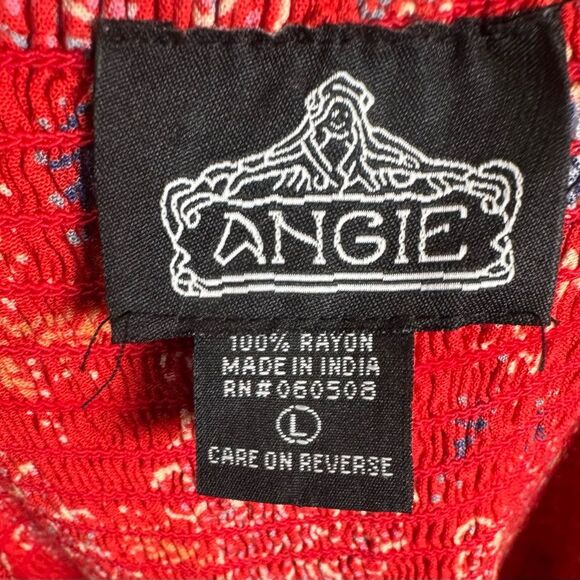 ANGIE
100% RAYON
MADE IN INDIA
RN#060508
L
CARE ON REVERSE